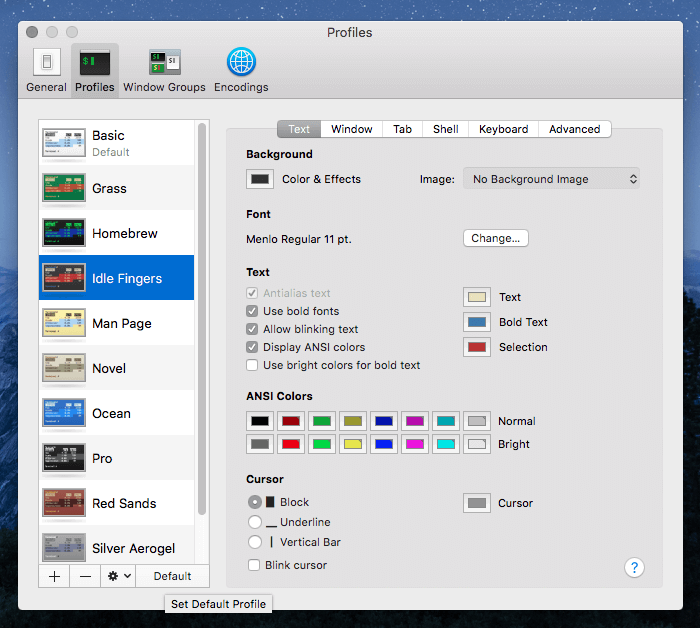 Profiles
General
Profiles
Window Groups
Encodings
Basic
Default
Grass
Homebrew
Idle Fingers
Man Page
Novel
Ocean
Pro
Red Sands
Silver Aerogel
Default
Set Default Profile
Text Window Tab Shell Keyboard Advanced
Background
Color & Effects Image: No Background Image
Font
Menlo Regular 11 pt. Change...
Text
Antialias text
Use bold fonts
Allow blinking text
Display ANSI colors
Use bright colors for bold text
Text
Bold Text
Selection
ANSI Colors
Normal
Bright
Cursor
Block
Underline
Vertical Bar
Blink cursor
Cursor
?